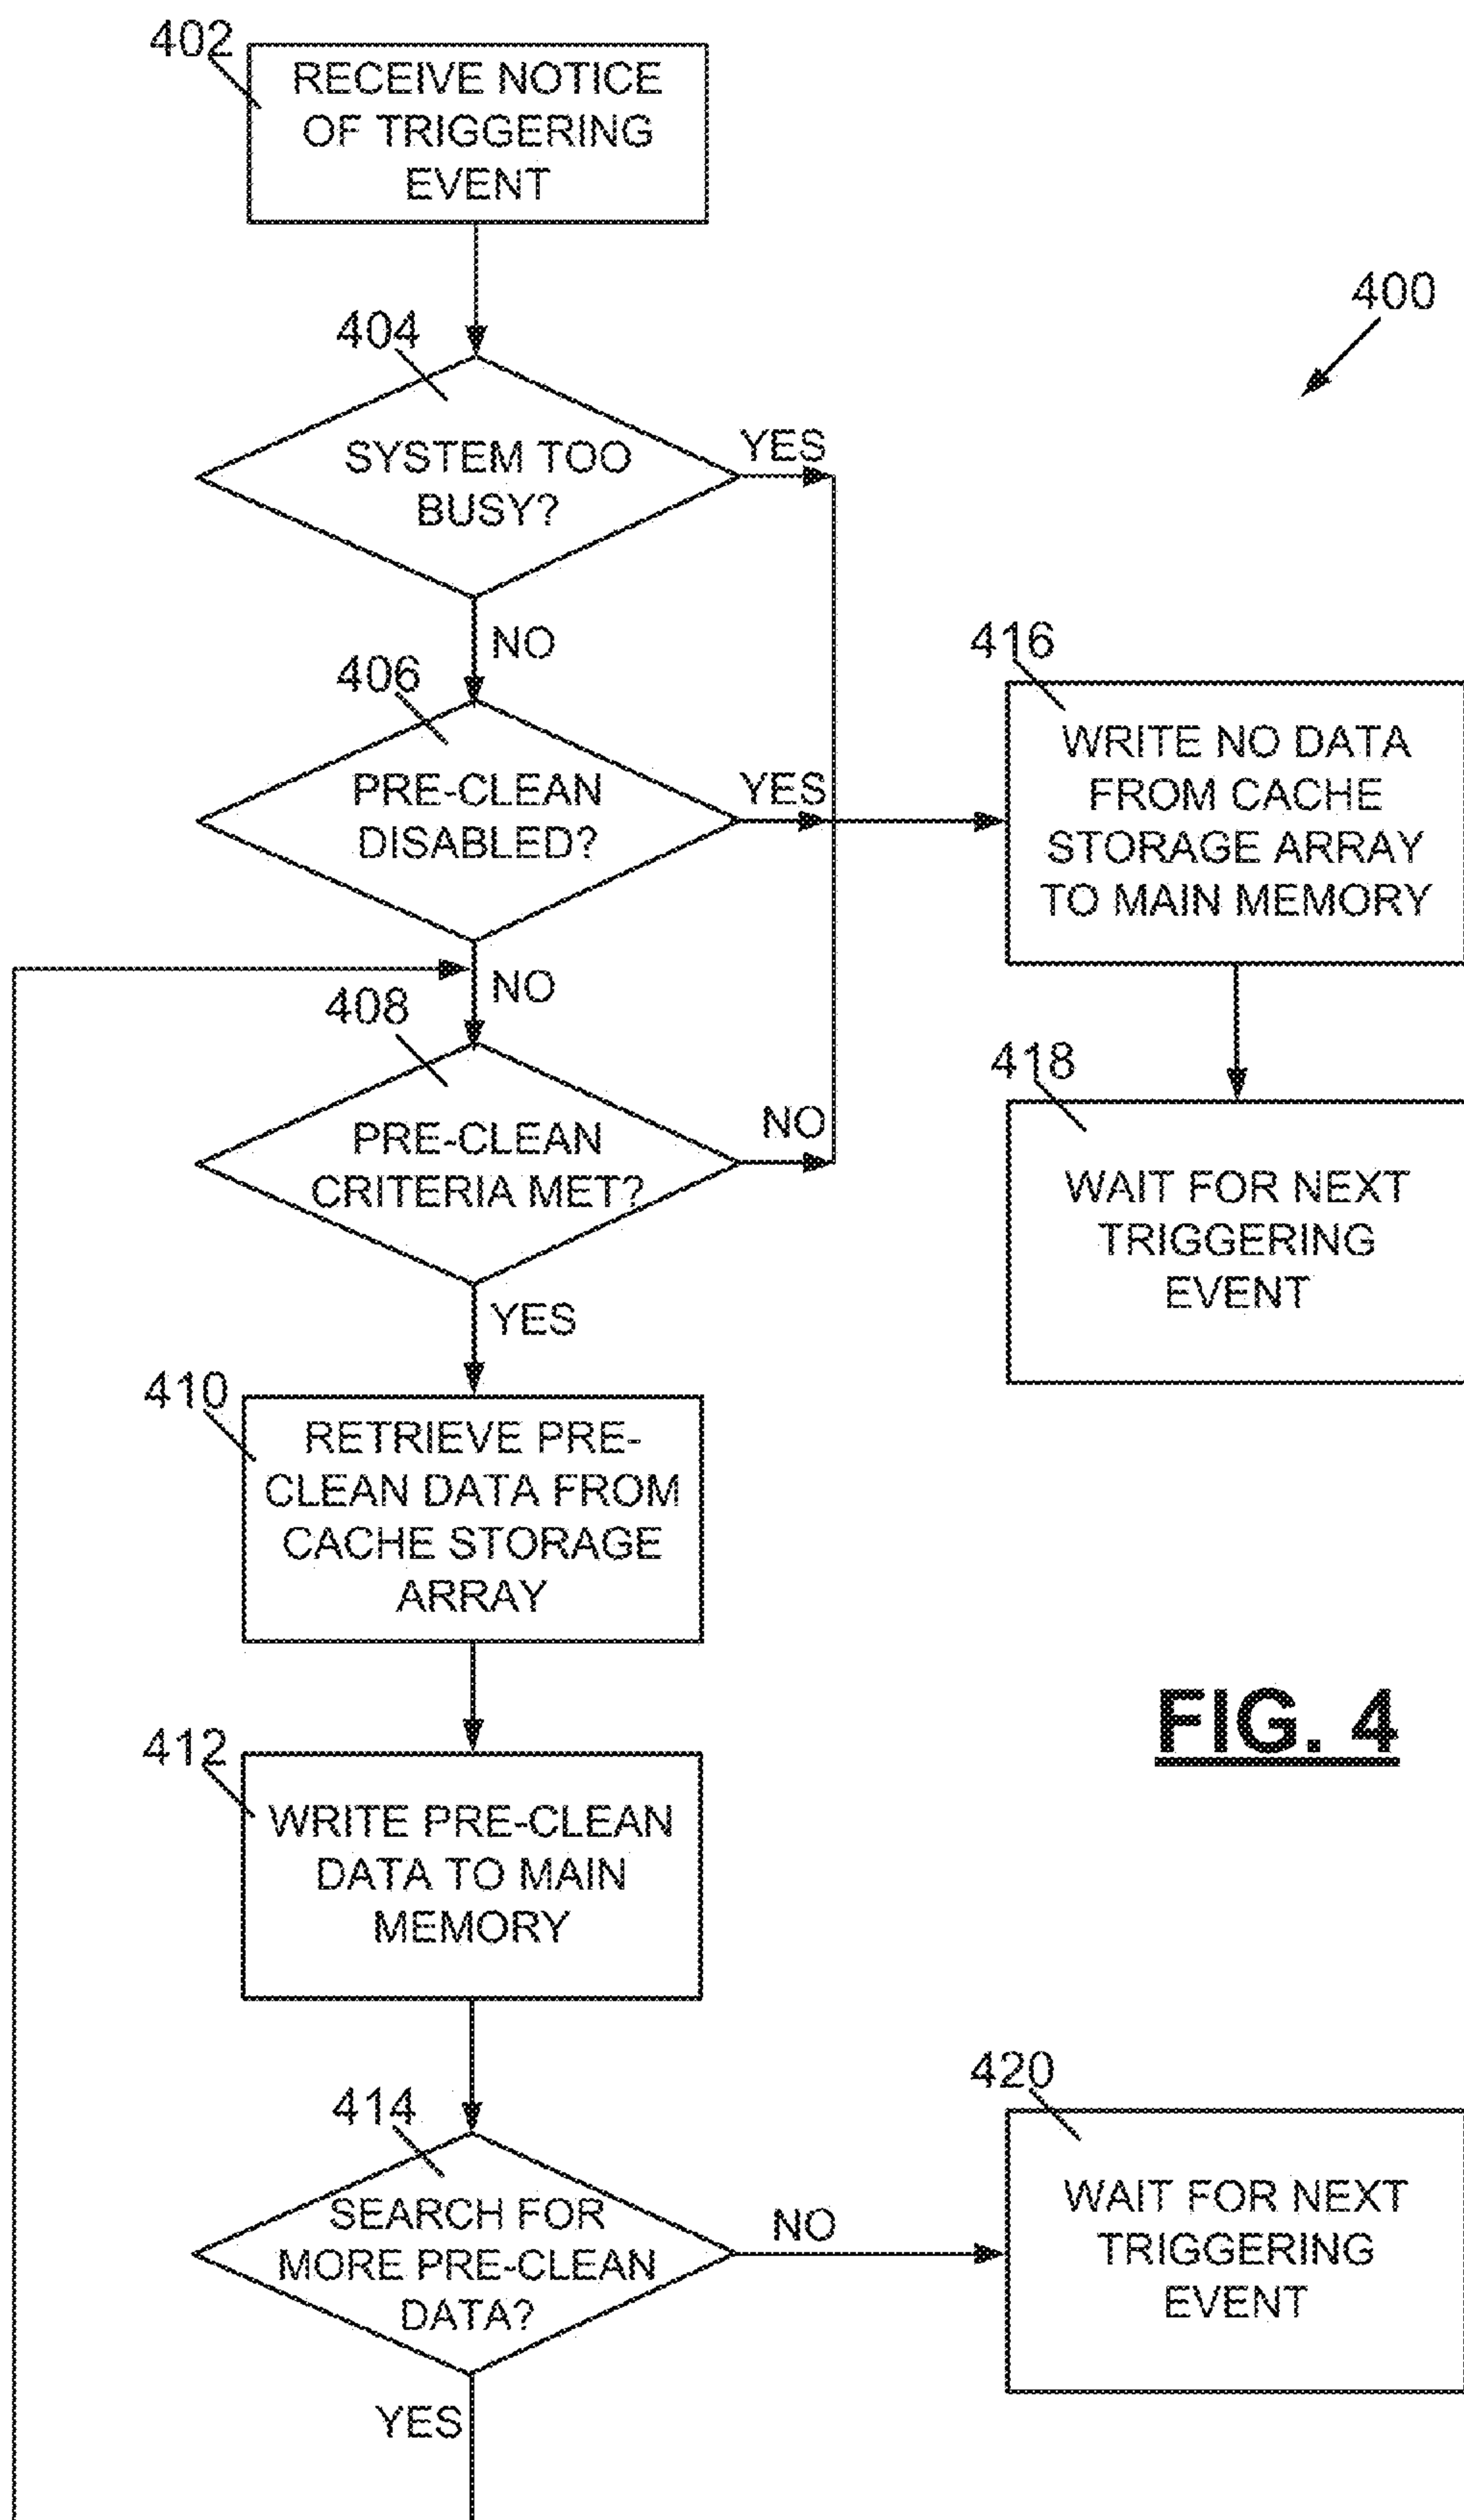 402
RECEIVE NOTICE
OF TRIGGERING
EVENT
400
404
SYSTEM TOO
BUSY?
YES
NO
406
PRE-CLEAN
DISABLED?
YES
416
WRITE NO DATA
FROM CACHE
STORAGE ARRAY
TO MAIN MEMORY
NO
408
PRE-CLEAN
CRITERIA MET?
NO
418
WAIT FOR NEXT
TRIGGERING
EVENT
YES
410
RETRIEVE PRE-
CLEAN DATA FROM
CACHE STORAGE
ARRAY
412
WRITE PRE-CLEAN
DATA TO MAIN
MEMORY
FIG. 4
414
SEARCH FOR
MORE PRE-CLEAN
DATA?
NO
420
WAIT FOR NEXT
TRIGGERING
EVENT
YES